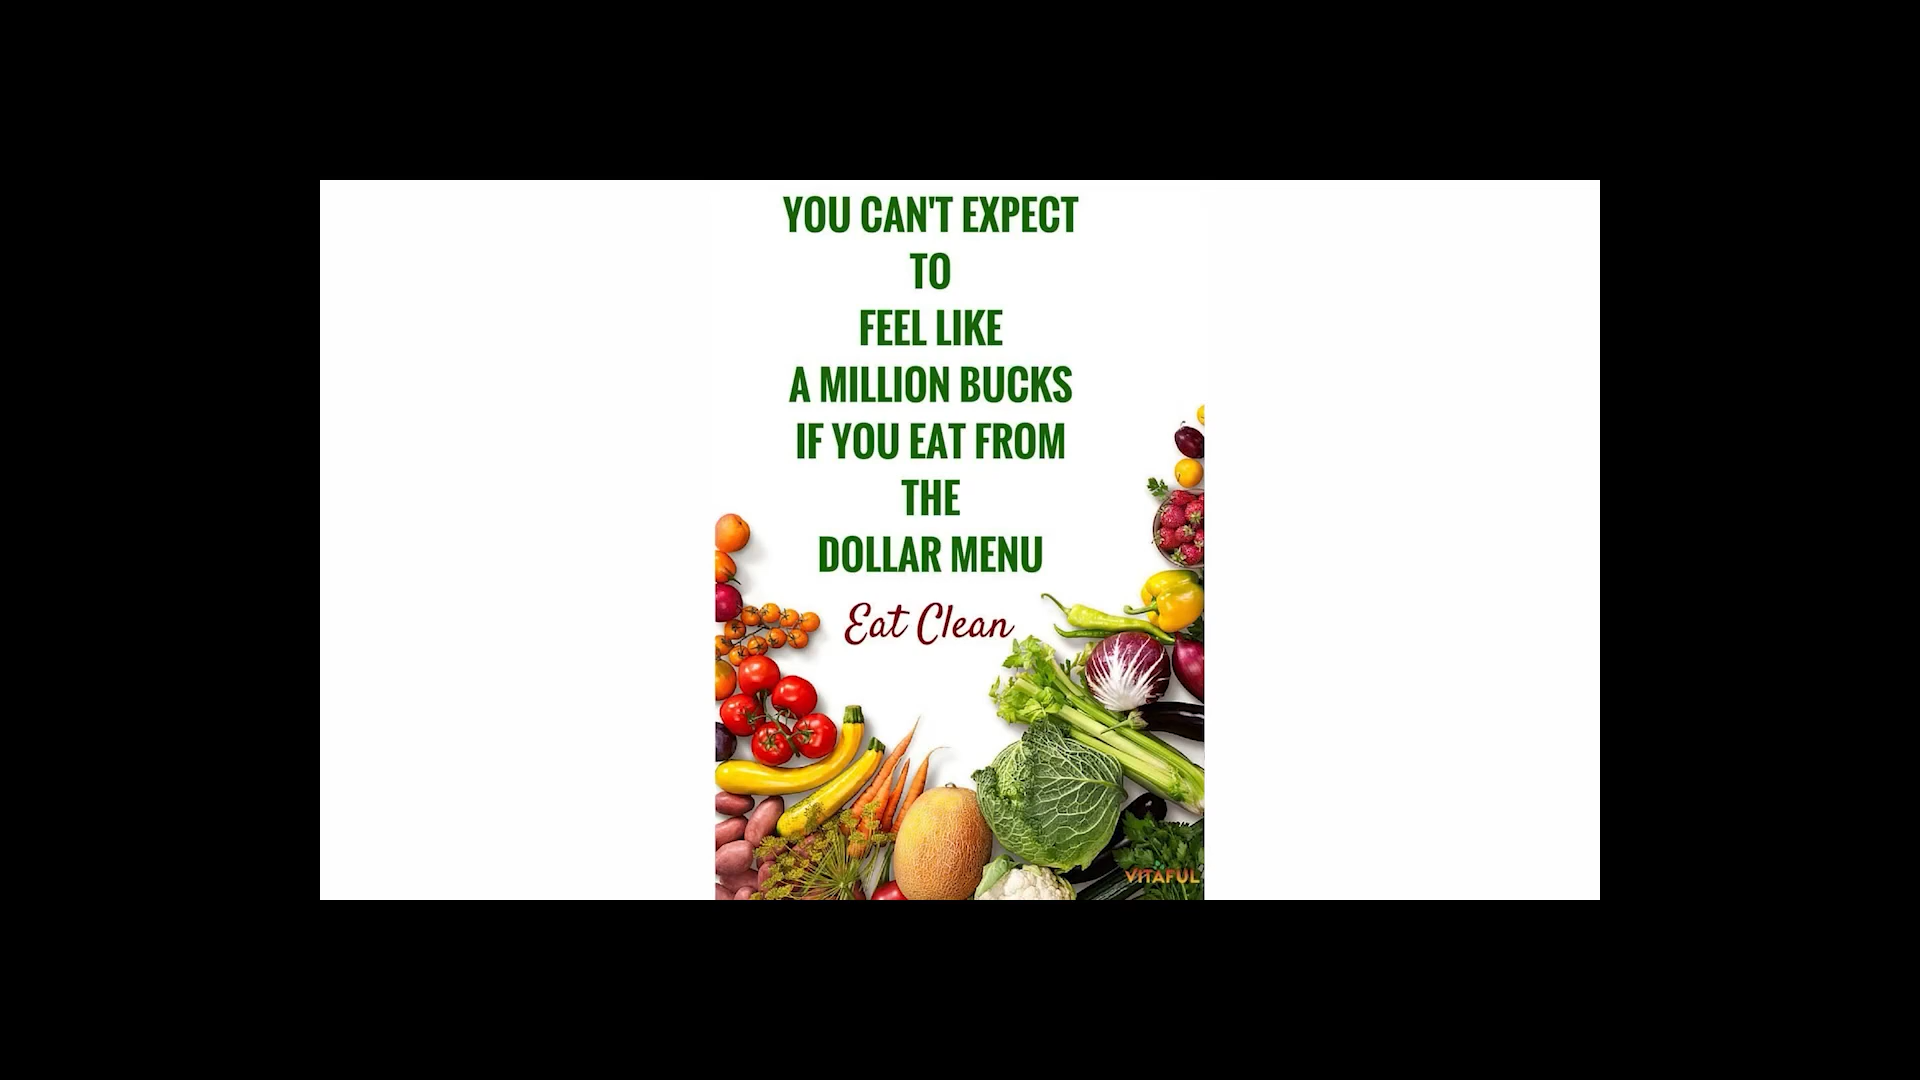 YOU CAN'T EXPECT
TO
FEEL LIKE
A MILLION BUCKS
IF YOU EAT FROM
THE
DOLLAR MENU
Eat Clean
VITAFUL